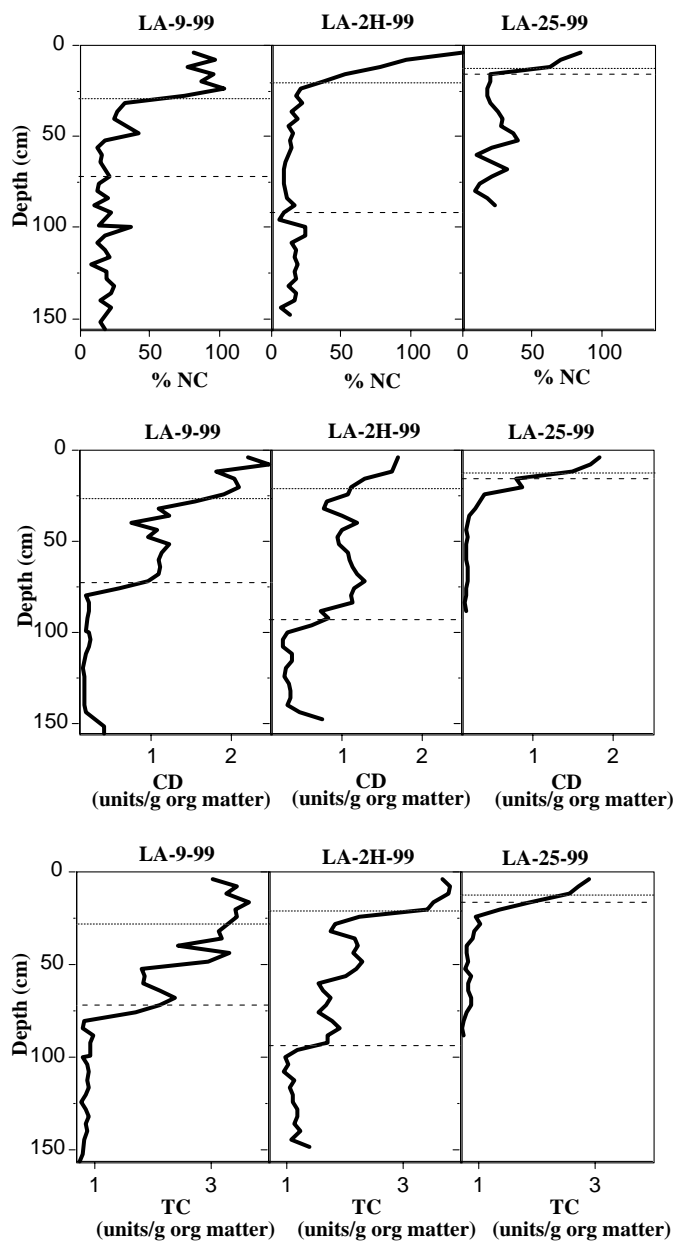 LA-9-99 LA-2H-99 LA-25-99
0
50
100
150
Depth (cm)
0 50 100 0 50 100 0 50 100
% NC % NC % NC
LA-9-99 LA-2H-99 LA-25-99
0
50
100
150
Depth (cm)
1 2 1 2 1 2
CD CD CD
(units/g org matter) (units/g org matter) (units/g org matter)
LA-9-99 LA-2H-99 LA-25-99
0
50
100
150
Depth (cm)
1 3 1 3 1 3
TC TC TC
(units/g org matter) (units/g org matter) (units/g org matter)